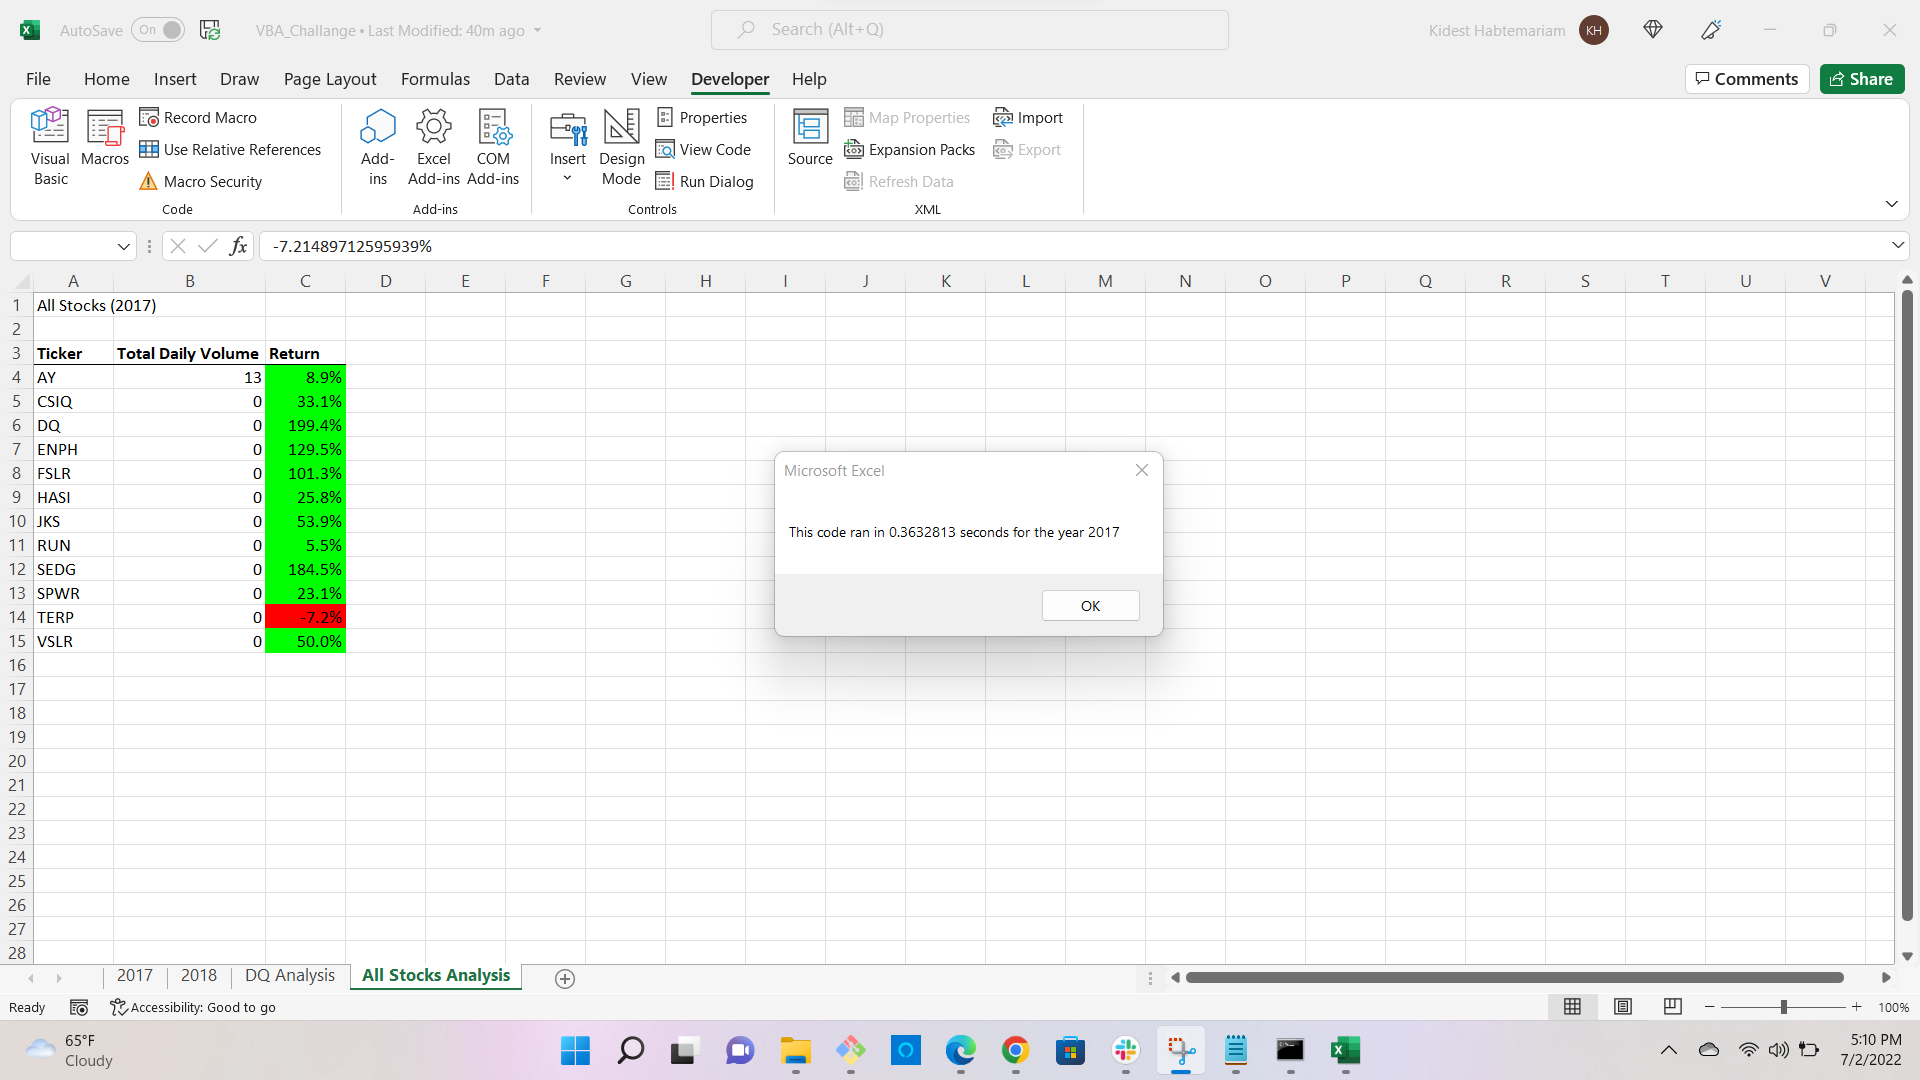 AutoSave On VBA_Challange • Last Modified: 40m ago Search (Alt+Q) Kidest Habtemariam KH
File Home Insert Draw Page Layout Formulas Data Review View Developer Help Comments Share
Visual Basic
Macros
Record Macro
Use Relative References
Macro Security
Code
Add-ins
Excel Add-ins
COM Add-ins
Add-ins
Insert
Design Mode
Properties
View Code
Run Dialog
Controls
Source
Map Properties
Expansion Packs
Refresh Data
Import
Export
XML
fx -7.21489712595939%
A B C D E F G H I J K L M N O P Q R S T U V
1 All Stocks (2017)
2
3 Ticker Total Daily Volume Return
4 AY 13 8.9%
5 CSIQ 0 33.1%
6 DQ 0 199.4%
7 ENPH 0 129.5%
8 FSLR 0 101.3%
9 HASI 0 25.8%
10 JKS 0 53.9%
11 RUN 0 5.5%
12 SEDG 0 184.5%
13 SPWR 0 23.1%
14 TERP 0 -7.2%
15 VSLR 0 50.0%
16
17
18
19
20
21
22
23
24
25
26
27
28
Microsoft Excel
This code ran in 0.3632813 seconds for the year 2017
OK
2017 2018 DQ Analysis All Stocks Analysis
Ready Accessibility: Good to go 100%
65°F
Cloudy
5:10 PM
7/2/2022